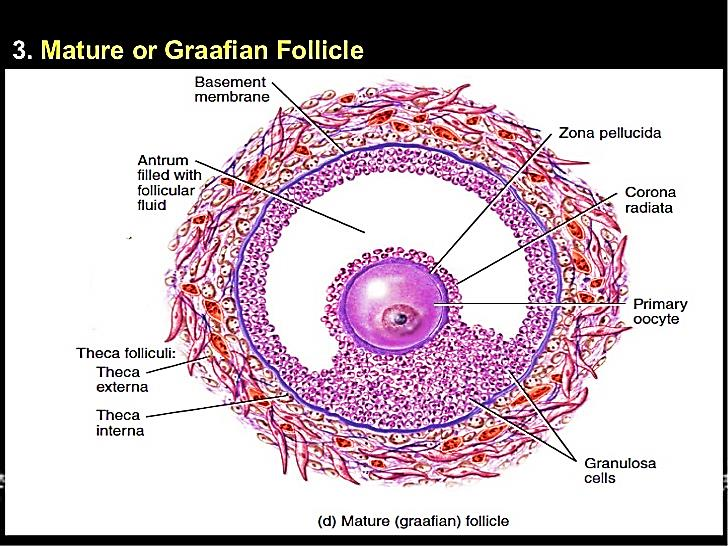 3. Mature or Graafian Follicle
Basement
membrane
Zona pellucida
Antrum
filled with
follicular
fluid
Corona
radiata
Primary
oocyte
Theca folliculi:
Theca
externa
Theca
interna
Granulosa
cells
(d) Mature (graafian) follicle